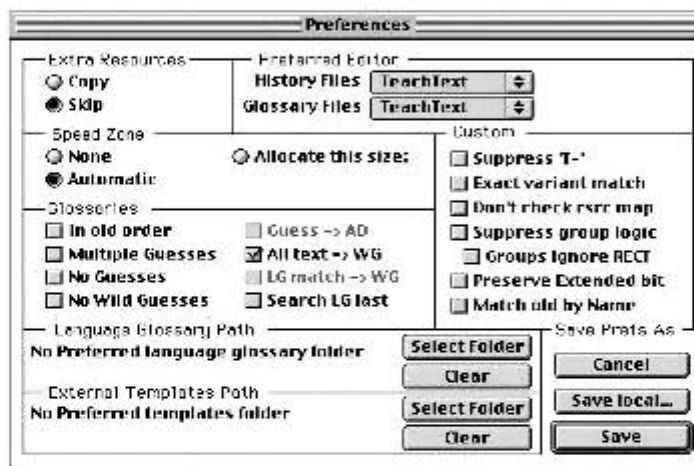 Preferences
Extra Resources
Copy
Skip
Preferred Editor
History Files TeachText
Glossary Files TeachText
Speed Zone
None
Allocate this size:
Automatic
Glossaries
In old order
Guess -> AD
Multiple Guesses
All text -> WG
No Guesses
LG match -> WG
No Wild Guesses
Search LG last
Custom
Suppress 'T-'
Exact variant match
Don't check rsrc map
Suppress group logic
Groups Ignore RECT
Preserve Extended bit
Match old by Name
Language Glossary Path
No Preferred language glossary folder
Select Folder
Clear
External Templates Path
No Preferred templates folder
Select Folder
Clear
Save Prefs As
Cancel
Save local...
Save